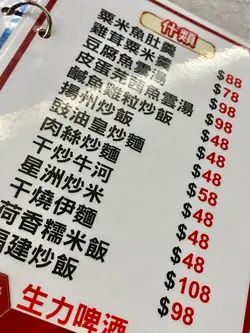 什類
粟米魚肚羹 $88
雞茸粟米羹 $78
豆腐魚雲湯 $98
皮蛋芫茜魚雲湯 $98
鹹魚雞粒炒飯 $48
揚州炒飯 $48
豉油皇炒麵 $48
肉絲炒麵 $58
干炒牛河 $48
星洲炒米 $48
干燒伊麵 $48
荷香糯米飯 $108
福建炒飯 $98
生力啤酒